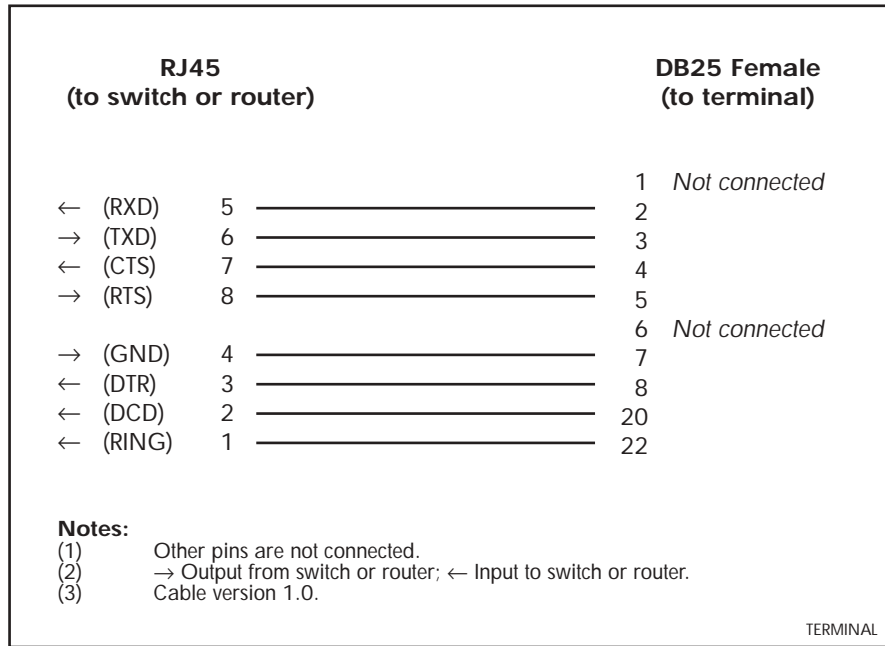 RJ45 DB25 Female
(to switch or router) (to terminal)
1 Not connected
← (RXD) 5 2
→ (TXD) 6 3
← (CTS) 7 4
→ (RTS) 8 5
6 Not connected
→ (GND) 4 7
← (DTR) 3 8
← (DCD) 2 20
← (RING) 1 22
Notes:
(1) Other pins are not connected.
(2) → Output from switch or router; ← Input to switch or router.
(3) Cable version 1.0.
TERMINAL